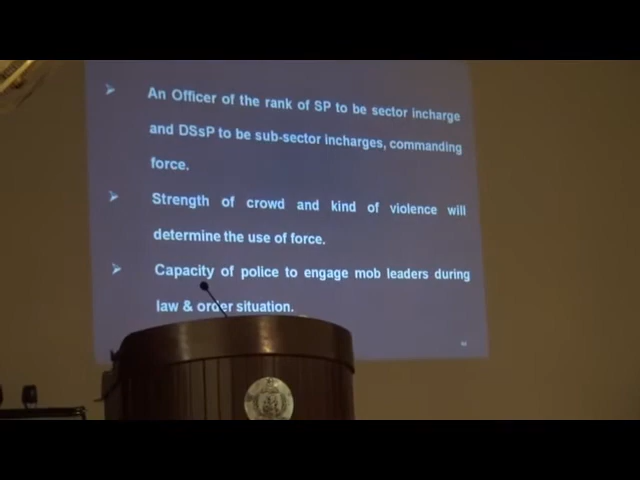 An Officer of the rank of SP to be sector incharge
and DSsP to be sub-sector incharges, commanding
force.
Strength of crowd and kind of violence will
determine the use of force.
Capacity of police to engage mob leaders during
law & order situation.